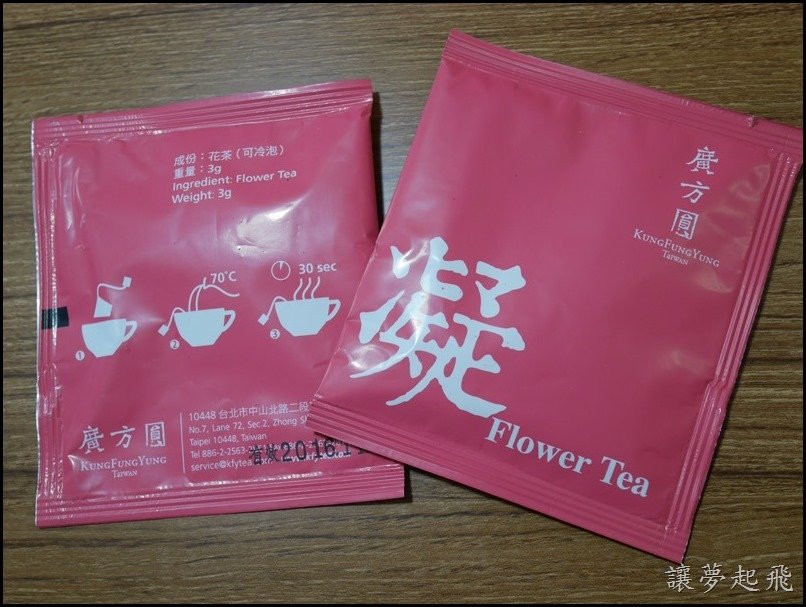 成份：花茶（可冷泡）
重量：3g
Ingredient: Flower Tea
Weight: 3g
70°C
30 sec
1
2
3
廣方圓
KUNGFUNGYUNG
TAIWAN
10448 台北市中山北路二段
No.7, Lane 72, Sec.2, Zhong
Taipei 10448, Taiwan
Tel 886-2-2563-
service@kfytea
廣方圓
KUNGFUNGYUNG
TAIWAN
凝
Flower Tea
讓夢起飛